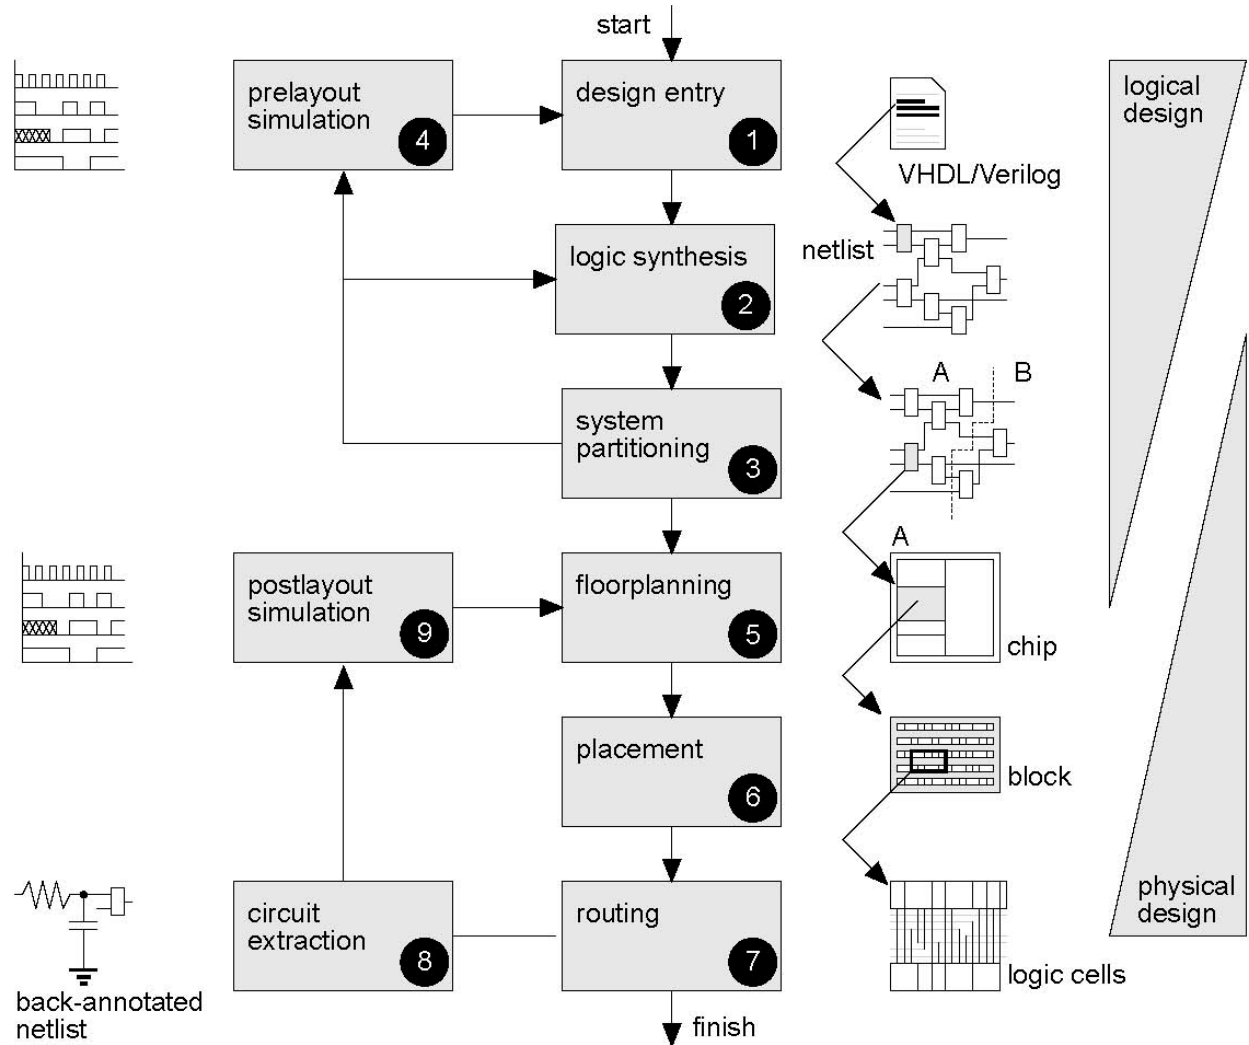 start
prelayout
simulation
4
design entry
1
VHDL/Verilog
logical
design
logic synthesis
2
netlist
system
partitioning
3
A
B
postlayout
simulation
9
floorplanning
5
A
chip
placement
6
block
circuit
extraction
8
routing
7
logic cells
physical
design
back-annotated
netlist
finish